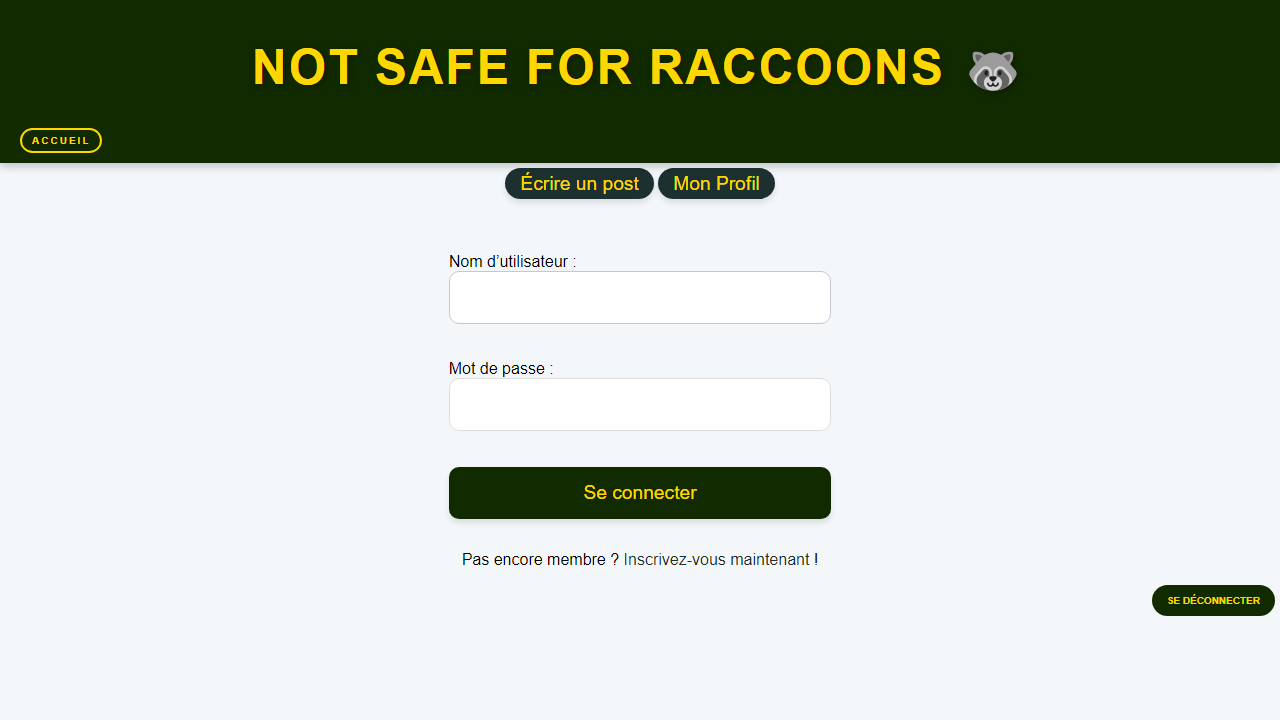 NOT SAFE FOR RACCOONS 🦝
ACCUEIL
Écrire un post Mon Profil
Nom d’utilisateur :
Mot de passe :
Se connecter
Pas encore membre ? Inscrivez-vous maintenant !
SE DÉCONNECTER